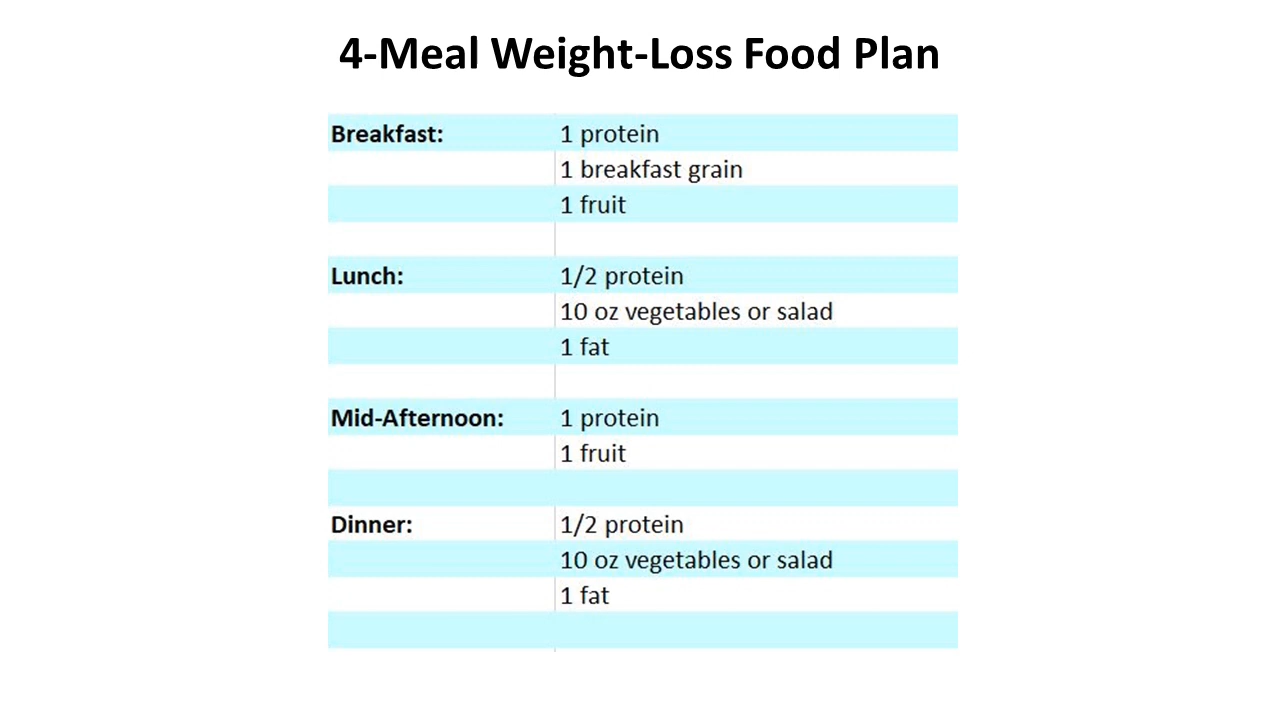 4-Meal Weight-Loss Food Plan
Breakfast: 1 protein
1 breakfast grain
1 fruit
Lunch: 1/2 protein
10 oz vegetables or salad
1 fat
Mid-Afternoon: 1 protein
1 fruit
Dinner: 1/2 protein
10 oz vegetables or salad
1 fat